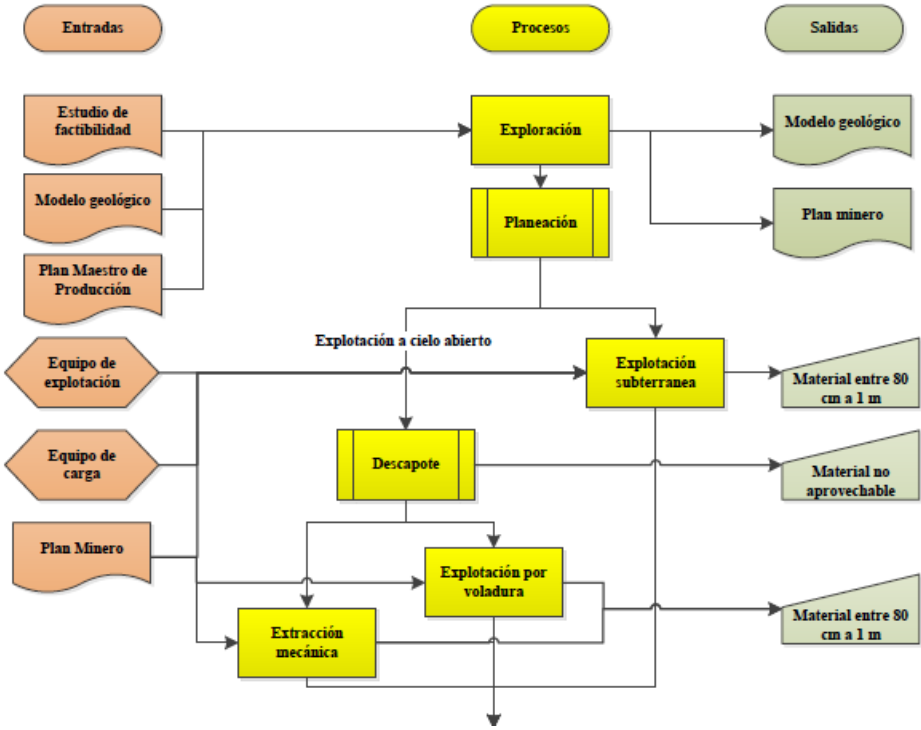 Entradas
Procesos
Salidas
Estudio de
factibilidad
Exploración
Modelo geológico
Modelo geológico
Planeación
Plan minero
Plan Maestro de
Producción
Explotación a cielo abierto
Equipo de
explotación
Explotación
subterranea
Material entre 80
cm a 1 m
Equipo de
carga
Descapote
Material no
aprovechable
Plan Minero
Explotación por
voladura
Extracción
mecánica
Material entre 80
cm a 1 m